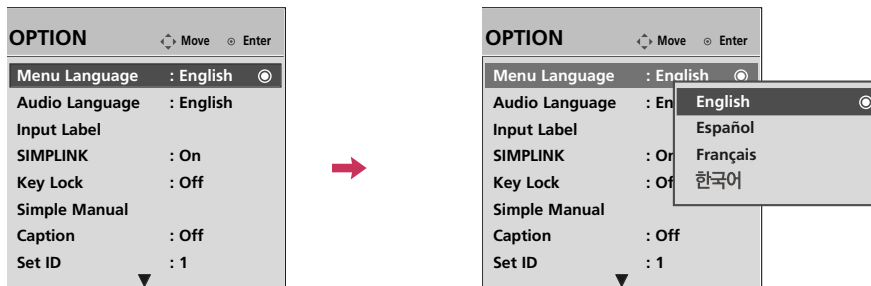 OPTION Move Enter
Menu Language : English
Audio Language : English
Input Label
SIMPLINK : On
Key Lock : Off
Simple Manual
Caption : Off
Set ID : 1
OPTION Move Enter
Menu Language : English
Audio Language : En
Input Label
SIMPLINK : On
Key Lock : Of
Simple Manual
Caption : Off
Set ID : 1
English
Español
Français
한국어